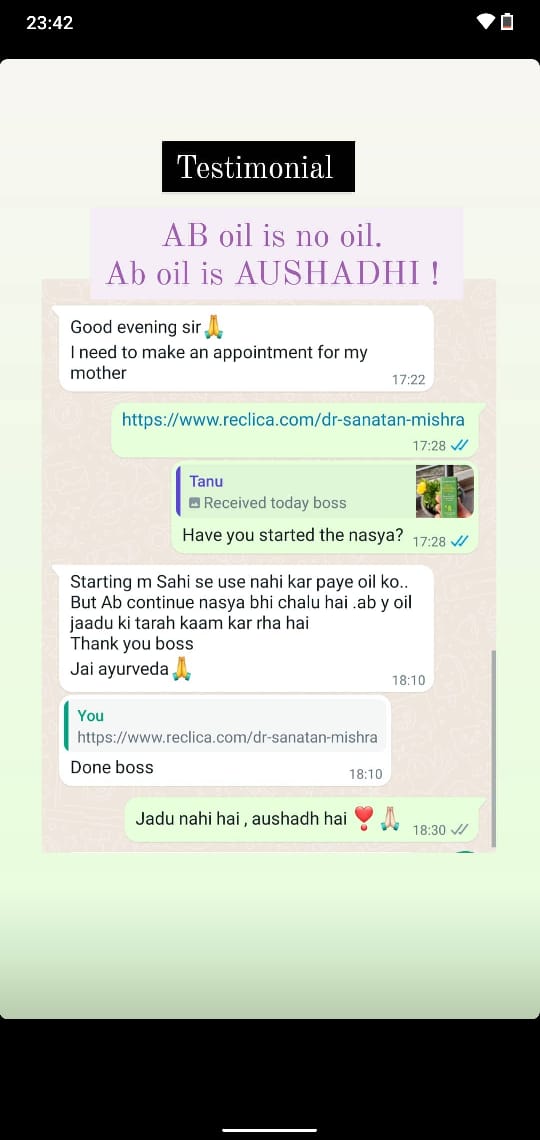 23:42
Testimonial
AB oil is no oil.
Ab oil is AUSHADHI !
Good evening sir🙏
I need to make an appointment for my
mother
17:22
https://www.reclica.com/dr-sanatan-mishra
17:28
Tanu
Received today boss
Have you started the nasya?
17:28
Starting m Sahi se use nahi kar paye oil ko..
But Ab continue nasya bhi chalu hai .ab y oil
jaadu ki tarah kaam kar rha hai
Thank you boss
Jai ayurveda🙏
18:10
You
https://www.reclica.com/dr-sanatan-mishra
Done boss
18:10
Jadu nahi hai , aushadh hai ❣️🙏🏻
18:30